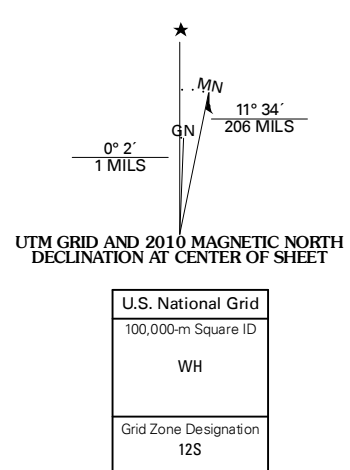 ★
MN
11° 34´
206 MILS
GN
0° 2´
1 MILS
UTM GRID AND 2010 MAGNETIC NORTH
DECLINATION AT CENTER OF SHEET
U.S. National Grid
100,000-m Square ID
WH
Grid Zone Designation
12S